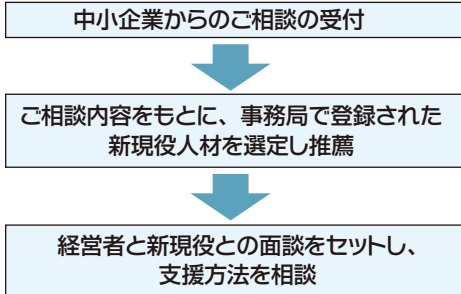 中小企業からのご相談の受付
ご相談内容をもとに、事務局で登録された
新現役人材を選定し推薦
経営者と新現役との面談をセットし、
支援方法を相談